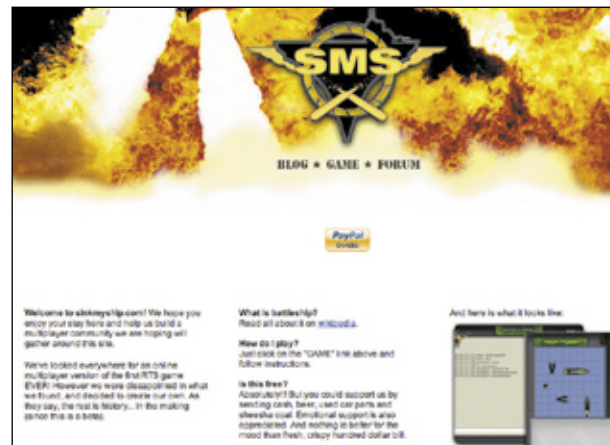 SMS
BLOG ★ GAME ★ FORUM
PayPal
Welcome to sinkmyship.com! We hope you
enjoy your stay here and help us build a
multiplayer community we are hoping will
gather around this site.
We've looked everywhere for an online
multiplayer version of the first RTS game
EVER! However we were disappointed in what
we found, and decided to create our own. As
they say, the rest is history... in the making
(since this is a beta).
What is battleship?
Read all about it on wikipedia.
How do I play?
Just click on the "GAME" link above and
follow instructions.
Is this free?
Absolutely!! But you could support us by
sending cash, beer, used car parts and
sheesha coal. Emotional support is also
appreciated. And nothing is better for the
mood than fresh, crispy hundred dollar bill.
And here is what it looks like: